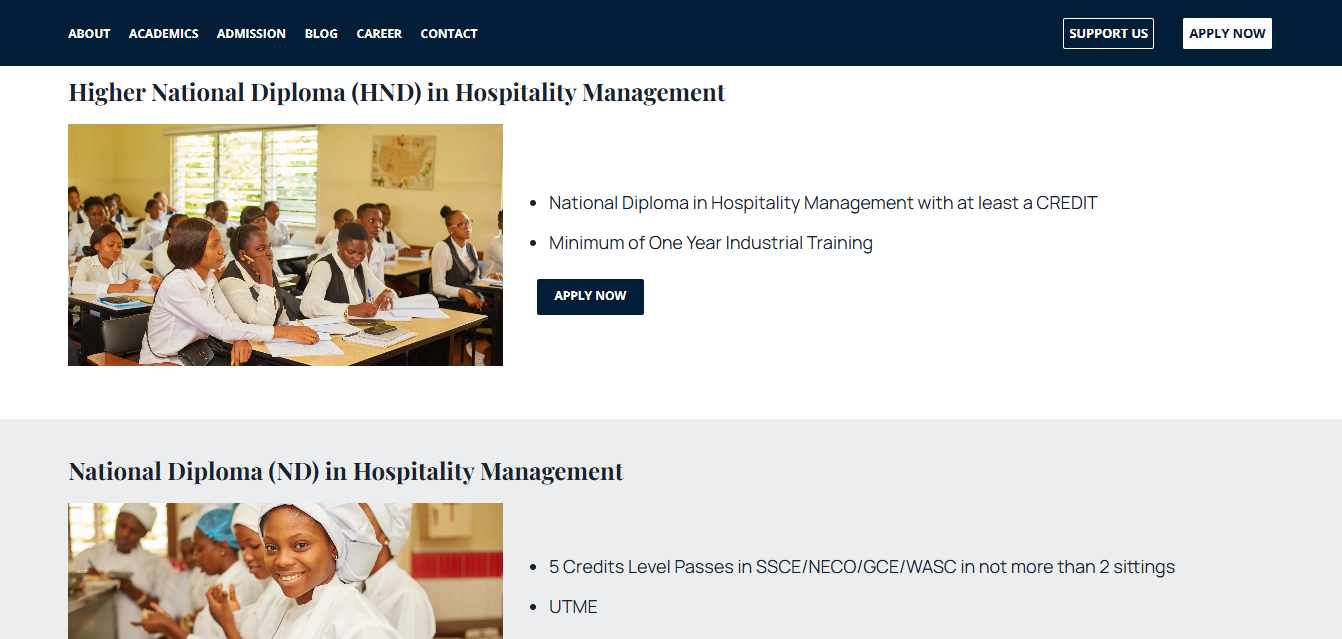 ABOUT ACADEMICS ADMISSION BLOG CAREER CONTACT SUPPORT US APPLY NOW
Higher National Diploma (HND) in Hospitality Management
National Diploma in Hospitality Management with at least a CREDIT
Minimum of One Year Industrial Training
APPLY NOW
National Diploma (ND) in Hospitality Management
5 Credits Level Passes in SSCE/NECO/GCE/WASC in not more than 2 sittings
UTME